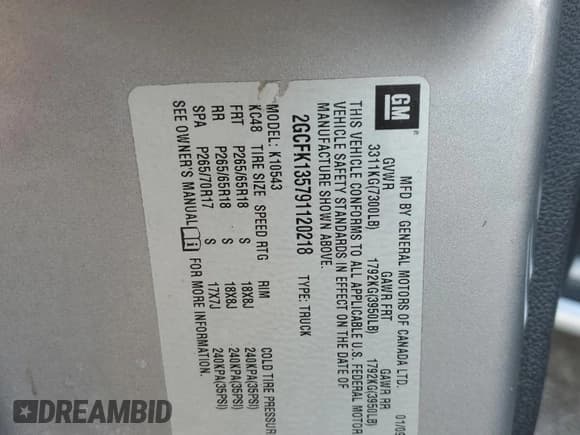 GM
MFD BY GENERAL MOTORS OF CANADA LTD. 01/09
GVWR GAWR FRT GAWR RR
3311KG(7300LB) 1792KG(3950LB) 1792KG(3950LB)
THIS VEHICLE CONFORMS TO ALL APPLICABLE U.S. FEDERAL MOTOR
VEHICLE SAFETY STANDARDS IN EFFECT ON THE DATE OF
MANUFACTURE SHOWN ABOVE.
2GCFK135791120218 TYPE: TRUCK
MODEL: K10543
KC48 TIRE SIZE SPEED RTG RIM COLD TIRE PRESSUR
FRT P265/65R18 S 18X8J 240KPA(35PSI)
RR P265/65R18 S 18X8J 240KPA(35PSI)
SPA P265/70R17 S 17X7J 240KPA(35PSI)
SEE OWNER'S MANUAL FOR MORE INFORMATION.
DREAMBID